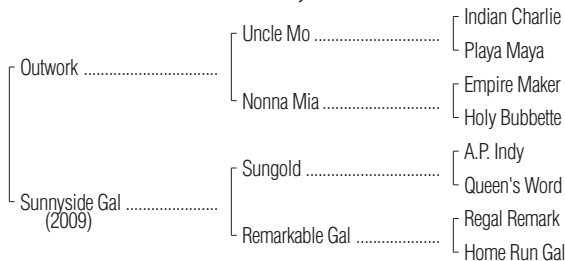 Indian Charlie
Uncle Mo
Playa Maya
Outwork
Empire Maker
Nonna Mia
Holy Bubbette
A.P. Indy
Sungold
Queen's Word
Sunnyside Gal
(2009)
Regal Remark
Remarkable Gal
Home Run Gal